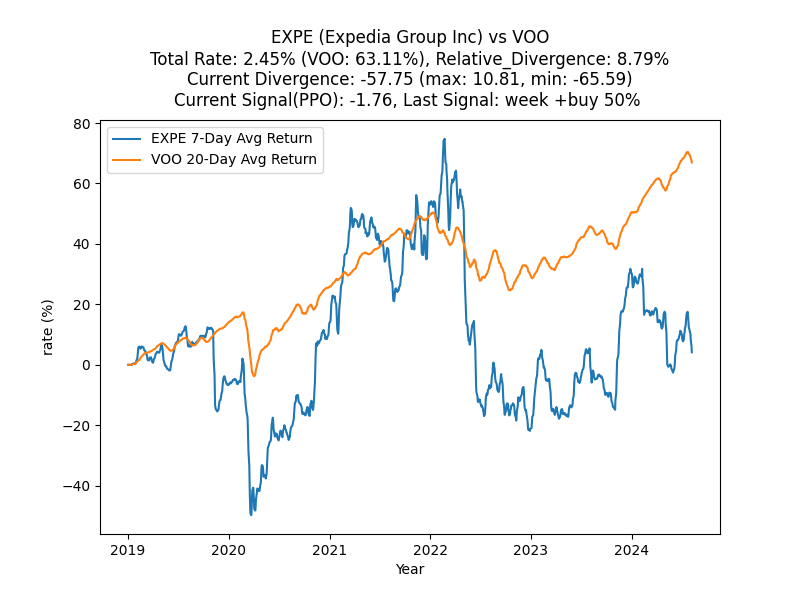 EXPE (Expedia Group Inc) vs VOO
Total Rate: 2.45% (VOO: 63.11%), Relative_Divergence: 8.79%
Current Divergence: -57.75 (max: 10.81, min: -65.59)
Current Signal(PPO): -1.76, Last Signal: week +buy 50%
EXPE 7-Day Avg Return
VOO 20-Day Avg Return
80
60
40
20
0
−20
−40
rate (%)
2019
2020
2021
2022
2023
2024
Year